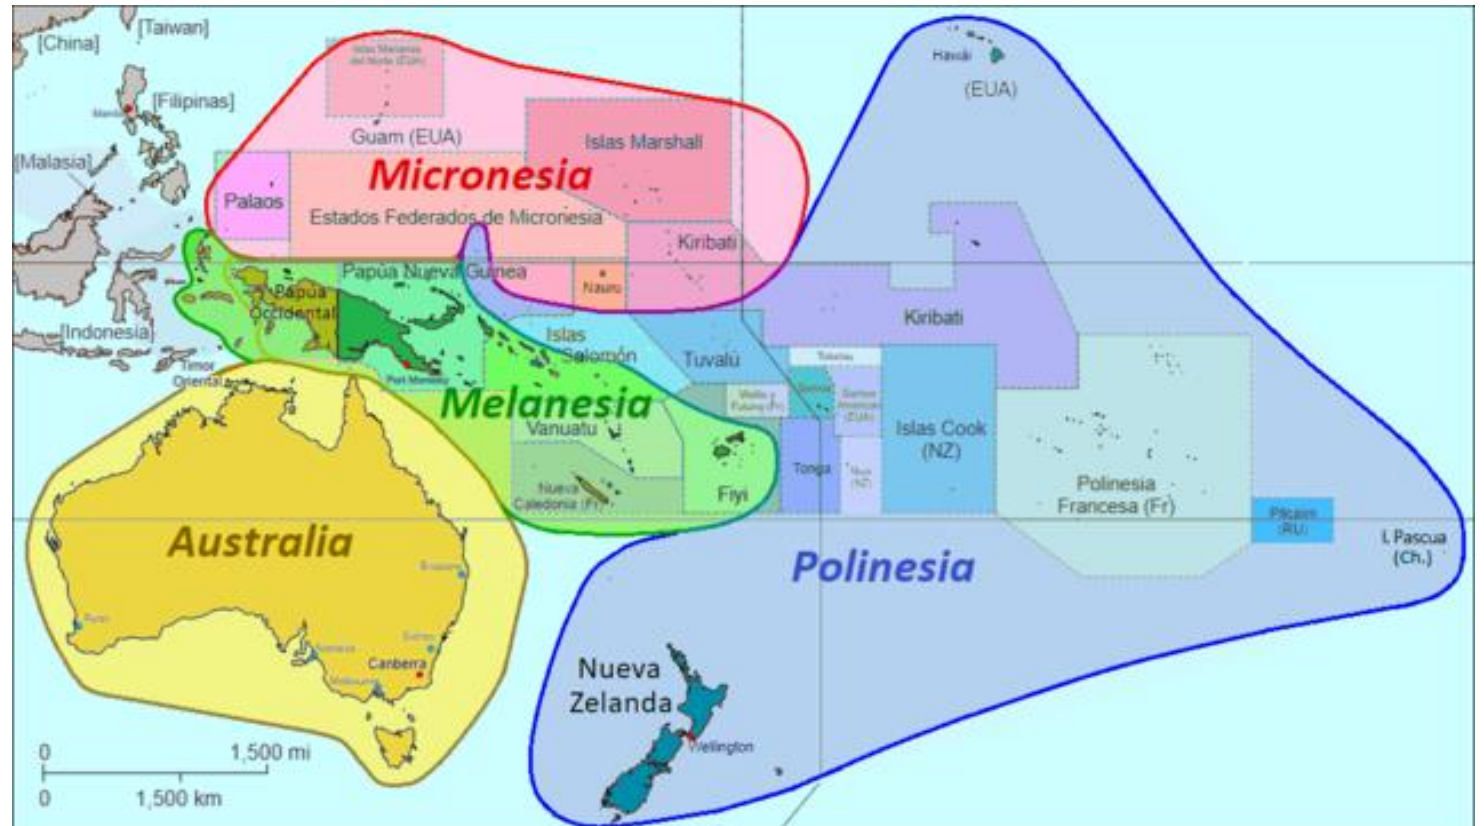 [Taiwan]
[China]
Islas Marianas
del Norte (EUA)
Hawái
(EUA)
[Filipinas]
Manila
Guam (EUA)
Islas Marshall
[Malasia]
Micronesia
Palaos
Estados Federados de Micronesia
Kiribati
Papúa Nueva Guinea
Nauru
Papúa
Occidental
Kiribati
[Indonesia]
Islas
Salomón
Tuvalú
Tokelau
Timor
Oriental
Port Moresby
Melanesia
Wallis y
Futuna (Fr)
Samoa
Samoa
Americana
(EUA)
Vanuatu
Islas Cook
(NZ)
Tonga
Niue
(NZ)
Nueva
Caledonia (Fr)
Fiyi
Polinesia
Francesa (Fr)
Pitcairn
(RU)
I. Pascua
(Ch.)
Australia
Polinesia
Brisbane
Perth
Sidney
Adelaida
Canberra
Melbourne
Nueva
Zelanda
Wellington
0 1,500 mi
0 1,500 km